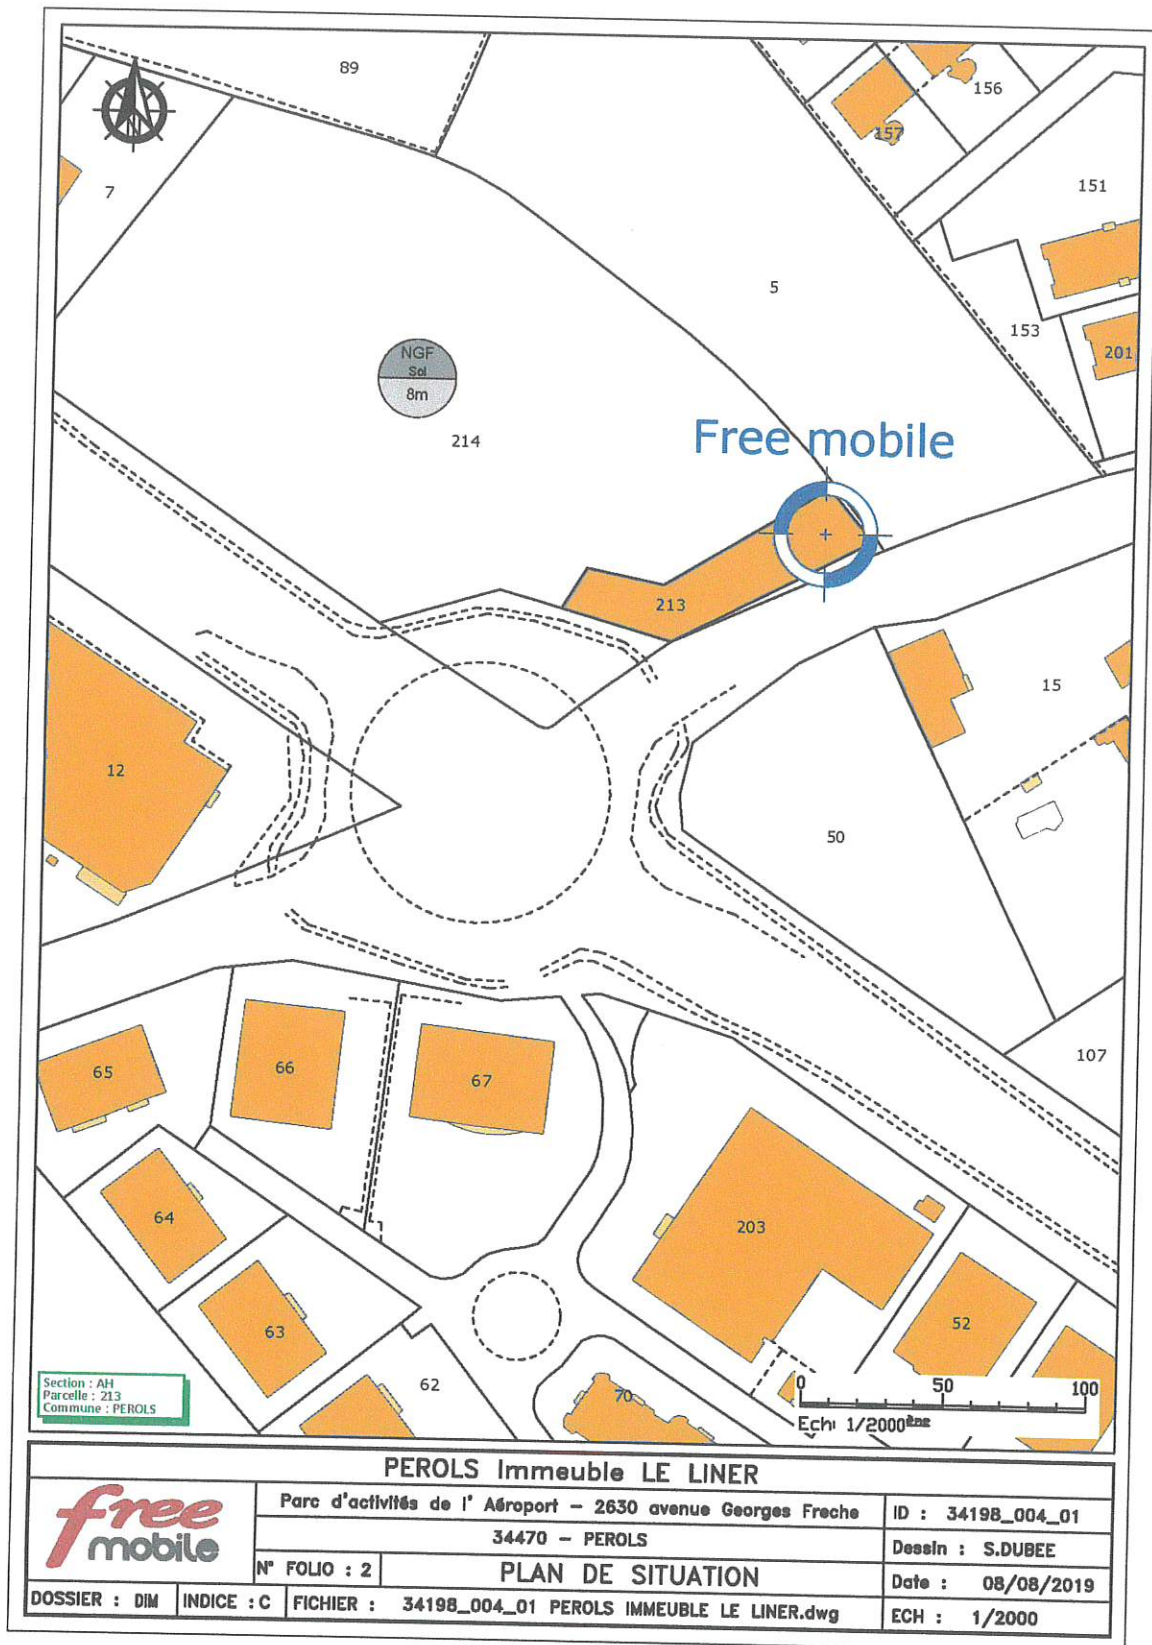 89
156
157
7
151
5
153
201
NGF
Sol
8m
214
Free mobile
213
15
12
50
107
65
66
67
64
203
63
52
62
70
Section : AH
Parcelle : 213
Commune : PEROLS
0 50 100
Ech: 1/2000ème
PEROLS Immeuble LE LINER
free mobile
Parc d'activités de l' Aéroport – 2630 avenue Georges Freche
ID : 34198_004_01
34470 – PEROLS
Dessin : S.DUBEE
N° FOLIO : 2
PLAN DE SITUATION
Date : 08/08/2019
DOSSIER : DIM
INDICE : C
FICHIER : 34198_004_01 PEROLS IMMEUBLE LE LINER.dwg
ECH : 1/2000